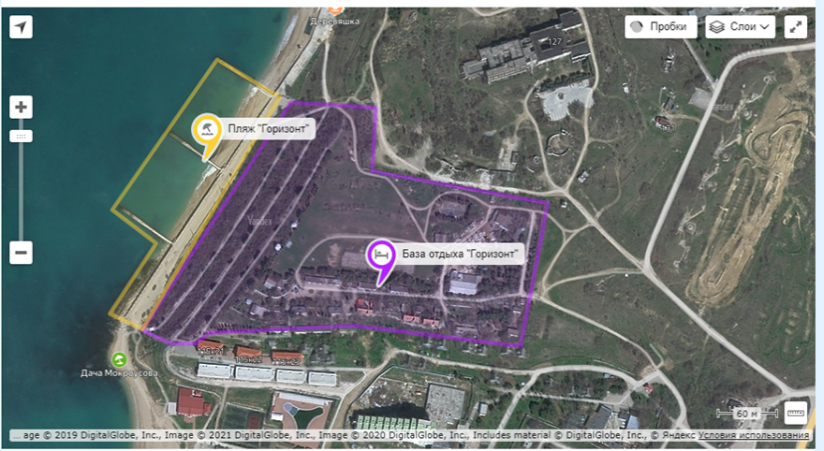 Деревяшка
Пробки
Слои
127
Пляж "Горизонт"
Yandex
База отдыха "Горизонт"
Дача Мокроусова
60 м
... age © 2019 DigitalGlobe, Inc., Image © 2021 DigitalGlobe, Inc., Image © 2020 DigitalGlobe, Inc., Includes material © DigitalGlobe, Inc., © Яндекс Условия использования